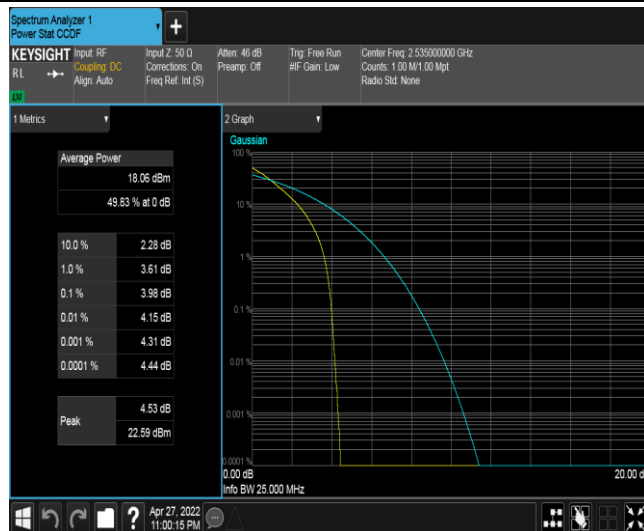 Spectrum Analyzer 1
Power Stat CCDF
KEYSIGHT
RL
LXI
Input: RF
Coupling: DC
Align: Auto
Input Z: 50 Ω
Corrections: On
Freq Ref: Int (S)
Atten: 46 dB
Preamp: Off
Trig: Free Run
#IF Gain: Low
Center Freq: 2.535000000 GHz
Counts: 1.00 M/1.00 Mpt
Radio Std: None
1 Metrics
Average Power
18.06 dBm
49.83 % at 0 dB
10.0 % 2.28 dB
1.0 % 3.61 dB
0.1 % 3.98 dB
0.01 % 4.15 dB
0.001 % 4.31 dB
0.0001 % 4.44 dB
Peak
4.53 dB
22.59 dBm
2 Graph
Gaussian
100 %
10 %
1 %
0.1 %
0.01 %
0.001 %
0.0001 %
0.00 dB
20.00 d
Info BW 25.000 MHz
?
Apr 27, 2022
11:00:15 PM